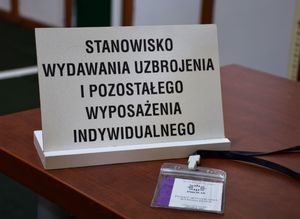 STANOWISKO
WYDAWANIA UZBROJENIA
I POZOSTAŁEGO
WYPOSAŻENIA
INDYWIDUALNEGO